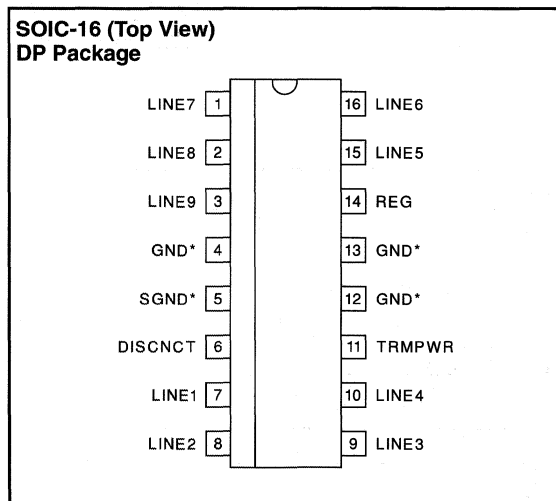 SOIC-16 (Top View)
DP Package
LINE7 1 16 LINE6
LINE8 2 15 LINE5
LINE9 3 14 REG
GND* 4 13 GND*
SGND* 5 12 GND*
DISCNCT 6 11 TRMPWR
LINE1 7 10 LINE4
LINE2 8 9 LINE3